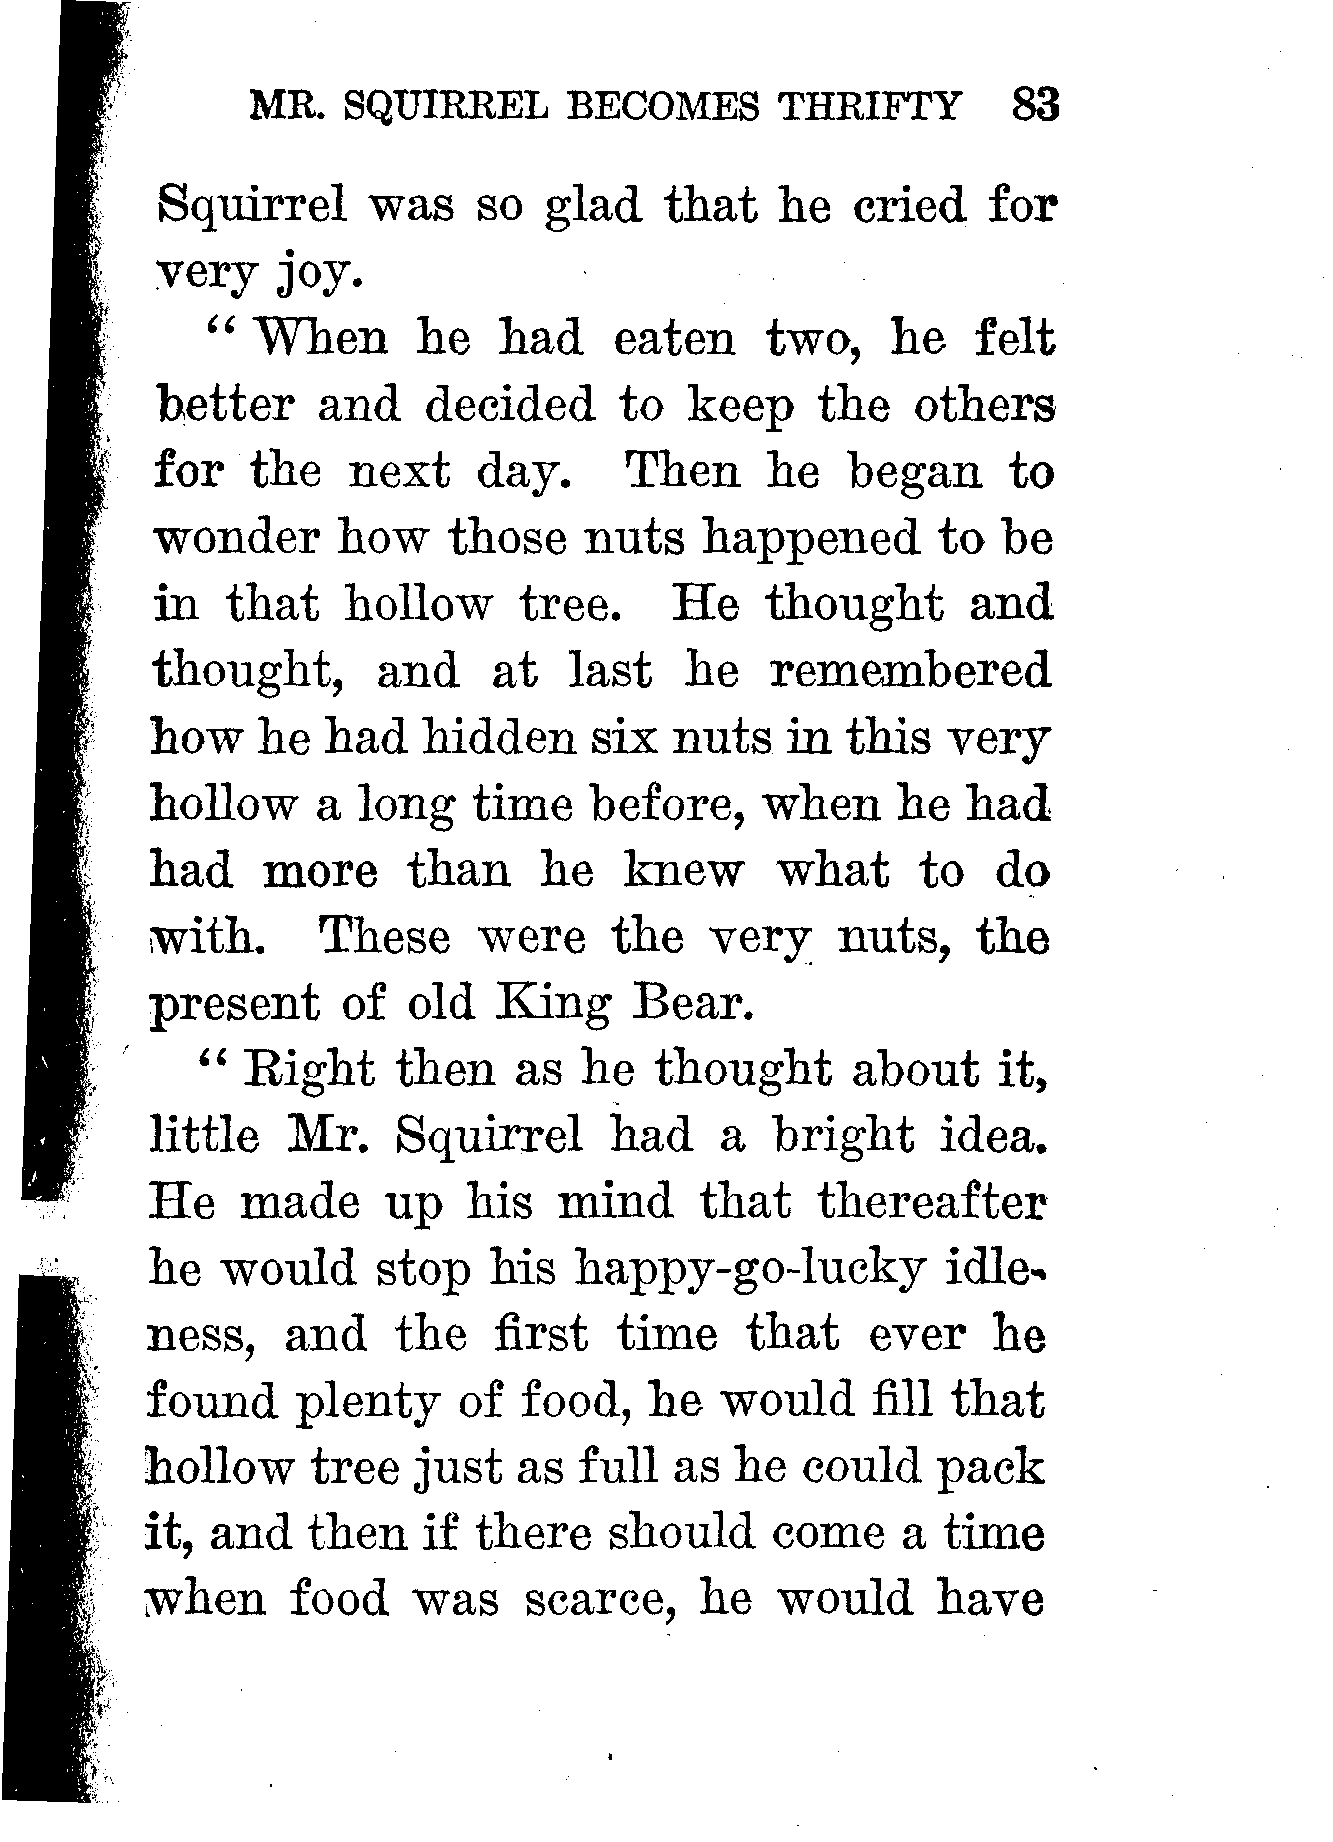 MR. SQUIRREL BECOMES THRIFTY 83
Squirrel was so glad that he cried for
very joy.
“ When he had eaten two, he felt
better and decided to keep the others
for the next day. Then he began to
wonder how those nuts happened to be
in that hollow tree. He thought and
thought, and at last he remembered
how he had hidden six nuts in this very
hollow a long time before, when he had
had more than he knew what to do
with. These were the very nuts, the
present of old King Bear.
“ Right then as he thought about it,
little Mr. Squirrel had a bright idea.
He made up his mind that thereafter
he would stop his happy-go-lucky idle-
ness, and the first time that ever he
found plenty of food, he would fill that
hollow tree just as full as he could pack
it, and then if there should come a time
when food was scarce, he would have